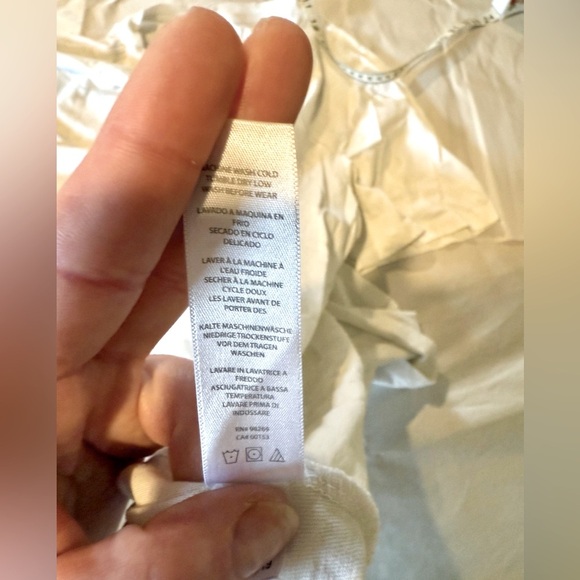 MACHINE WASH COLD
TUMBLE DRY LOW
WASH BEFORE WEAR
LAVADO A MAQUINA EN
FRIO
SECADO EN CICLO
DELICADO
LAVER À LA MACHINE À
L'EAU FROIDE
SECHER À LA MACHINE
CYCLE DOUX
LES LAVER AVANT DE
PORTER DES.
KALTE MASCHINENWÄSCHE
NIEDRIGE TROCKENSTUFE
VOR DEM TRAGEN
WASCHEN
LAVARE IN LAVATRICE A
FREDDO
ASCIUGATRICE A BASSA
TEMPERATURA
LAVARE PRIMA DI
INDOSSARE
RN# 96266
CA# 00153